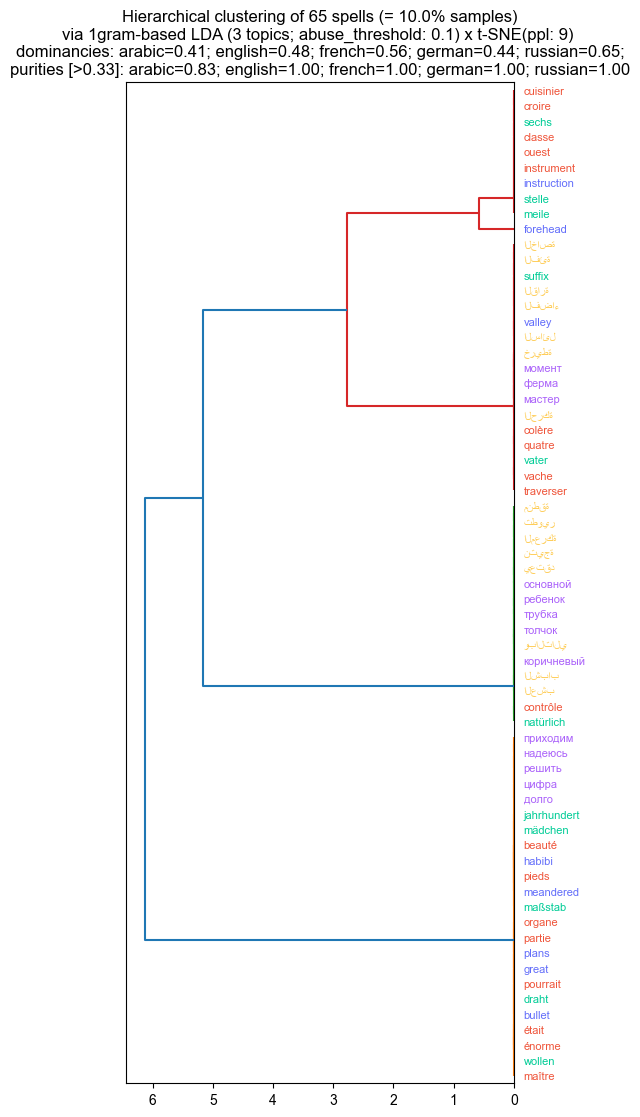 Hierarchical clustering of 65 spells (= 10.0% samples)
via 1gram-based LDA (3 topics; abuse_threshold: 0.1) x t-SNE(ppl: 9)
dominancies: arabic=0.41; english=0.48; french=0.56; german=0.44; russian=0.65;
purities [>0.33]: arabic=0.83; english=1.00; french=1.00; german=1.00; russian=1.00
cuisinier
croire
sechs
classe
ouest
instrument
instruction
stelle
meile
forehead
الخاصة
الفئة
suffix
القارة
الفضاء
valley
خريطة
момент
ферма
мастер
الحركة
colère
quatre
vater
vache
traverser
منطقة
تطوير
المعركة
نتيجة
يعتقد
основной
ребенок
трубка
толчок
وبالتالي
коричневый
الشباب
العشب
contrôle
natürlich
приходим
надеюсь
решить
цифра
долго
jahrhundert
mädchen
beauté
habibi
pieds
meandered
maßstab
organe
partie
plans
great
pourrait
draht
bullet
était
énorme
wollen
maître
6 5 4 3 2 1 0